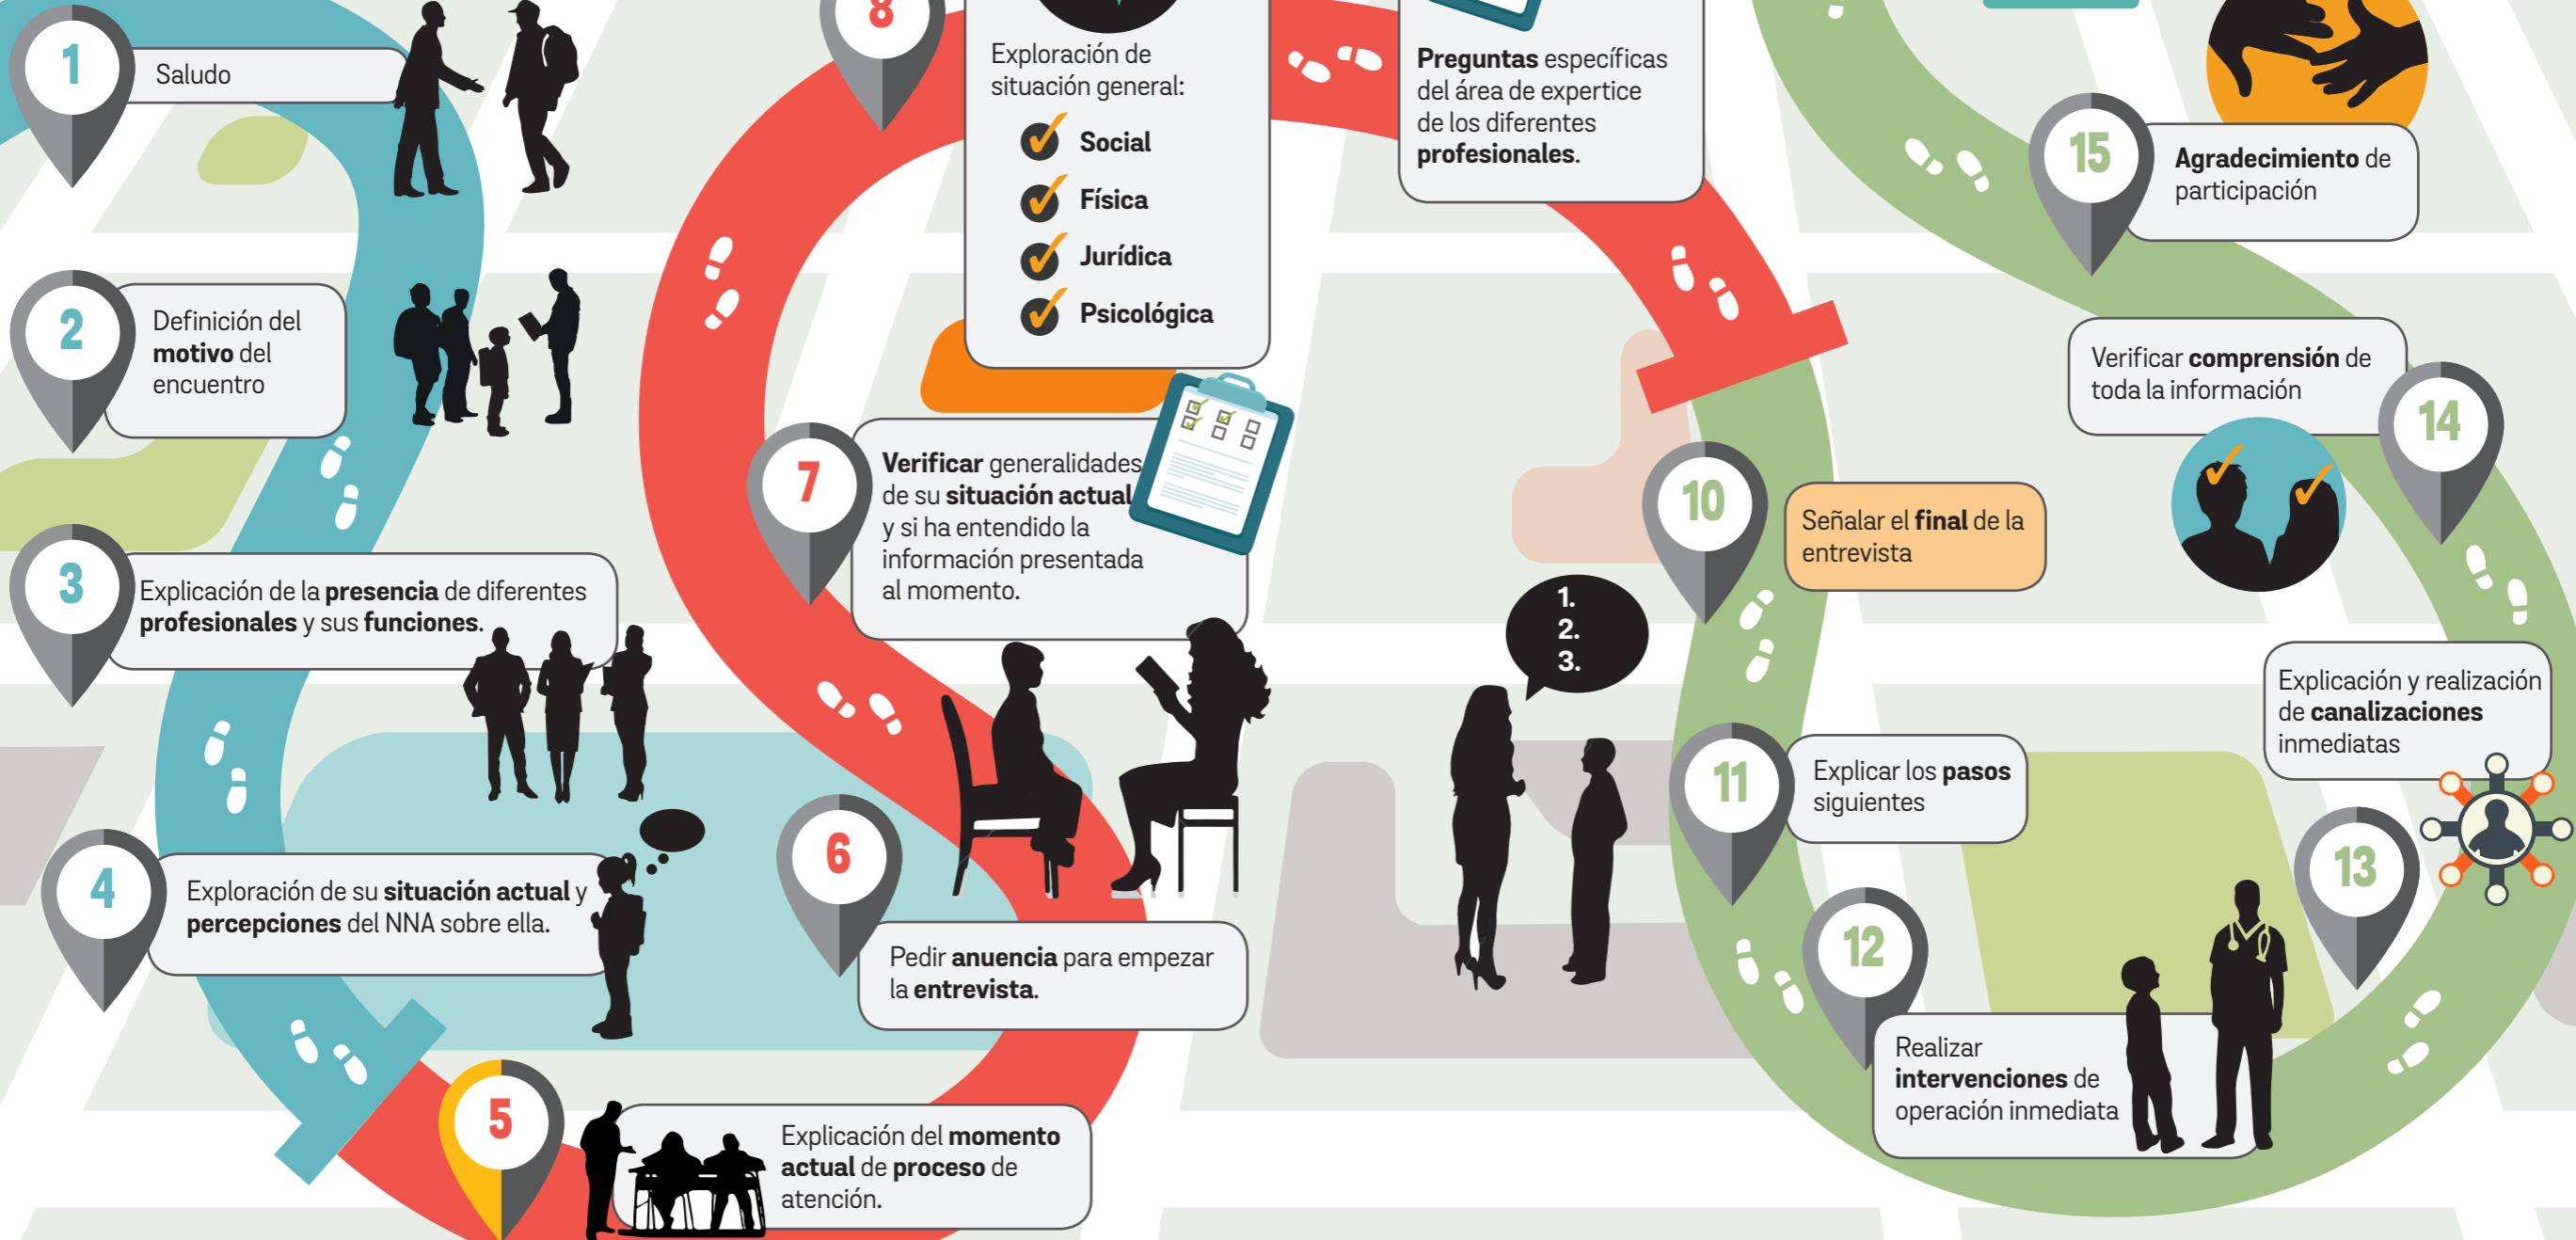 1
Saludo
2
Definición del
motivo del
encuentro
3
Explicación de la presencia de diferentes
profesionales y sus funciones.
4
Exploración de su situación actual y
percepciones del NNA sobre ella.
5
Explicación del momento
actual de proceso de
atención.
6
Pedir anuencia para empezar
la entrevista.
7
Verificar generalidades
de su situación actual
y si ha entendido la
información presentada
al momento.
8
Exploración de
situación general:
Social
Física
Jurídica
Psicológica
Preguntas específicas
del área de expertice
de los diferentes
profesionales.
10
Señalar el final de la
entrevista
1.
2.
3.
11
Explicar los pasos
siguientes
12
Realizar
intervenciones de
operación inmediata
13
Explicación y realización
de canalizaciones
inmediatas
14
Verificar comprensión de
toda la información
15
Agradecimiento de
participación